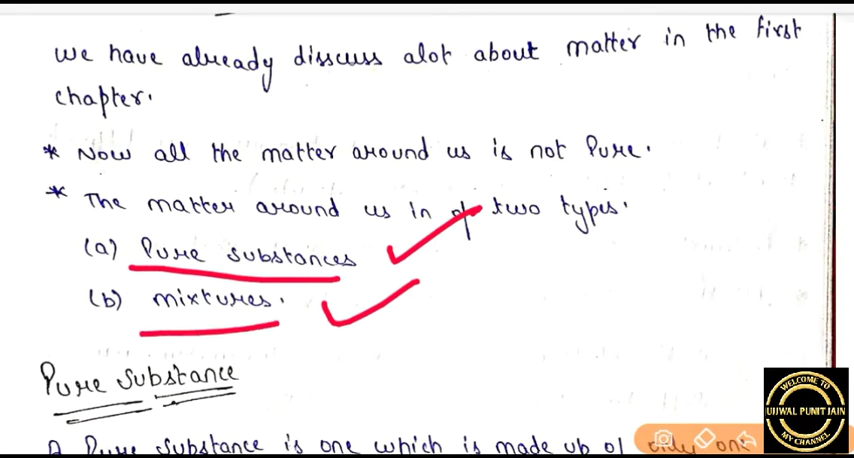 we have already disscuss alot about matter in the first
chapter.
* Now all the matter around us is not Pure.
* The matter around us in of two types.
(a) Pure substances
(b) mixtures.
Pure substance
A Pure substance is one which is made up of only one
WELCOME TO
UJJWAL PUNIT JAIN
MY CHANNEL